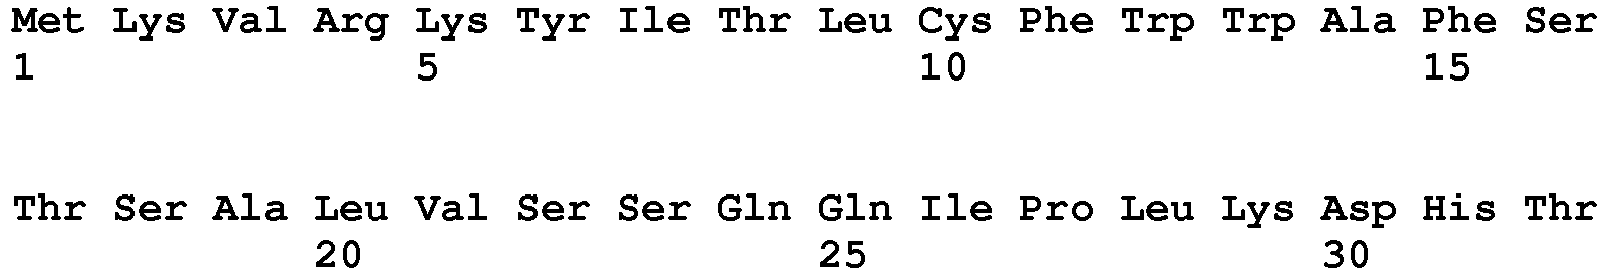 Met Lys Val Arg Lys Tyr Ile Thr Leu Cys Phe Trp Trp Ala Phe Ser
1 5 10 15
Thr Ser Ala Leu Val Ser Ser Gln Gln Ile Pro Leu Lys Asp His Thr
20 25 30